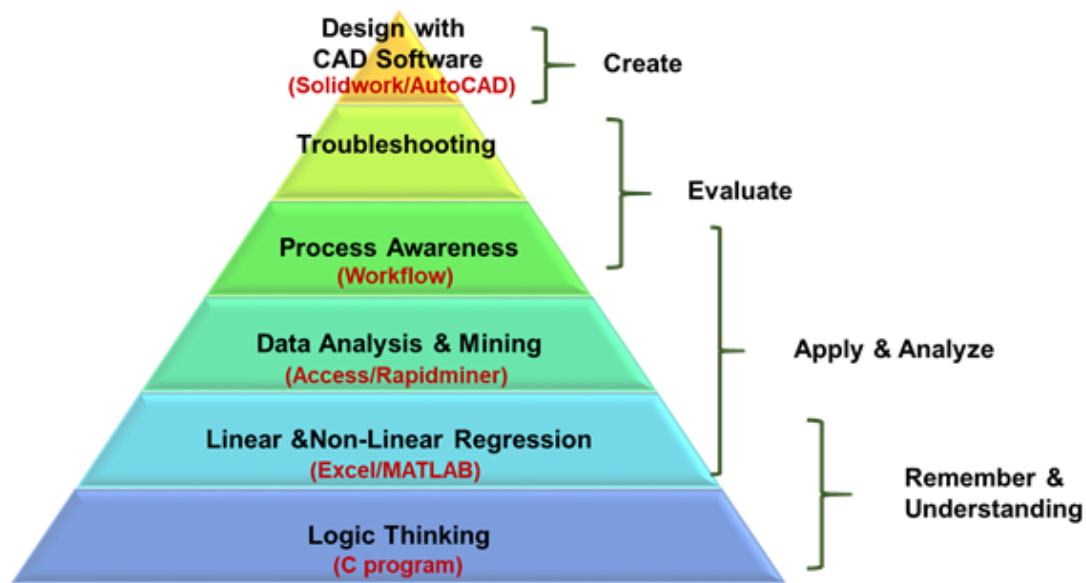 Design with
CAD Software
(Solidwork/AutoCAD)
Create
Troubleshooting
Evaluate
Process Awareness
(Workflow)
Data Analysis & Mining
(Access/Rapidminer)
Apply & Analyze
Linear &Non-Linear Regression
(Excel/MATLAB)
Remember &
Understanding
Logic Thinking
(C program)